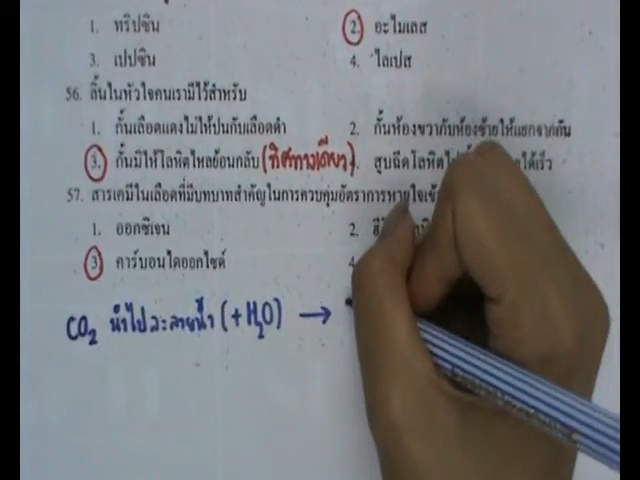 1. ทริปซิน 2. อะไมเลส
3. เปปซิน 4. ไลเปส
56. ลิ้นในหัวใจคนเรามีไว้สำหรับ
1. กั้นเลือดแดงไม่ให้ปนกับเลือดดำ 2. กั้นห้องขวากับห้องซ้ายให้แยกจากกัน
3. กั้นมิให้โลหิตไหลย้อนกลับ (ทิศทางเดียว) 4. สูบฉีดโลหิตไป ได้เร็ว
57. สารเคมีในเลือดที่มีบทบาทสำคัญในการควบคุมอัตราการหายใจ
1. ออกซิเจน 2.
3 คาร์บอนไดออกไซด์ 4
CO₂ นำไปละลายน้ำ (+H₂O) →